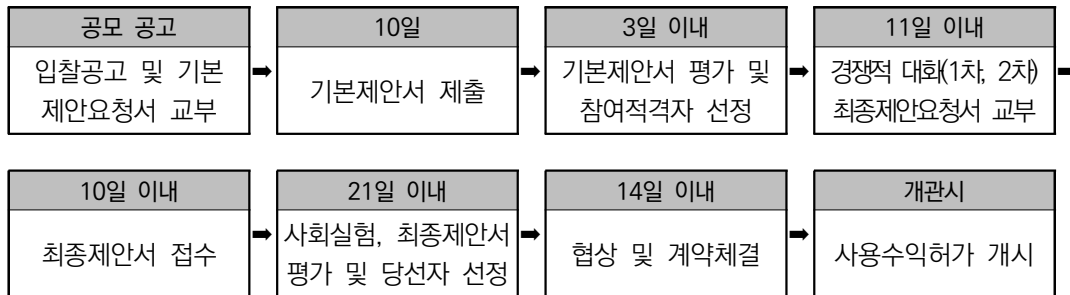 공모 공고
입찰공고 및 기본
제안요청서 교부
➡
10일
기본제안서 제출
➡
3일 이내
기본제안서 평가 및
참여적격자 선정
➡
11일 이내
경쟁적 대화(1차, 2차)
최종제안요청서 교부
10일 이내
최종제안서 접수
➡
21일 이내
사회실험, 최종제안서
평가 및 당선자 선정
➡
14일 이내
협상 및 계약체결
➡
개관시
사용수익허가 개시